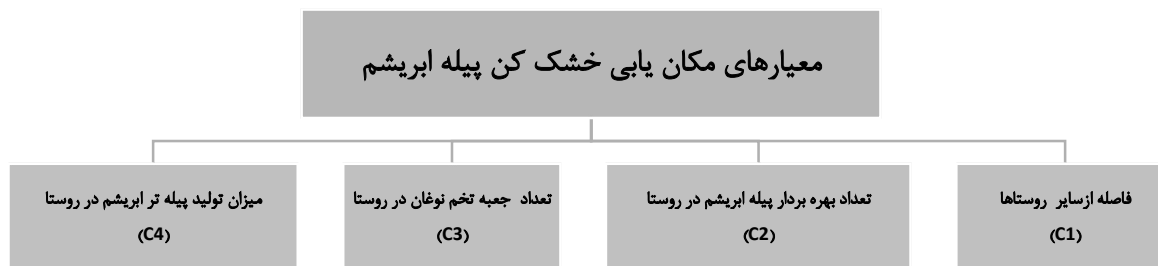 معیارهای مکان یابی خشک کن پیله ابریشم
فاصله ازسایر روستاها
(C1)
تعداد بهره بردار پیله ابریشم در روستا
(C2)
تعداد جعبه تخم نوغان در روستا
(C3)
میزان تولید پیله تر ابریشم در روستا
(C4)